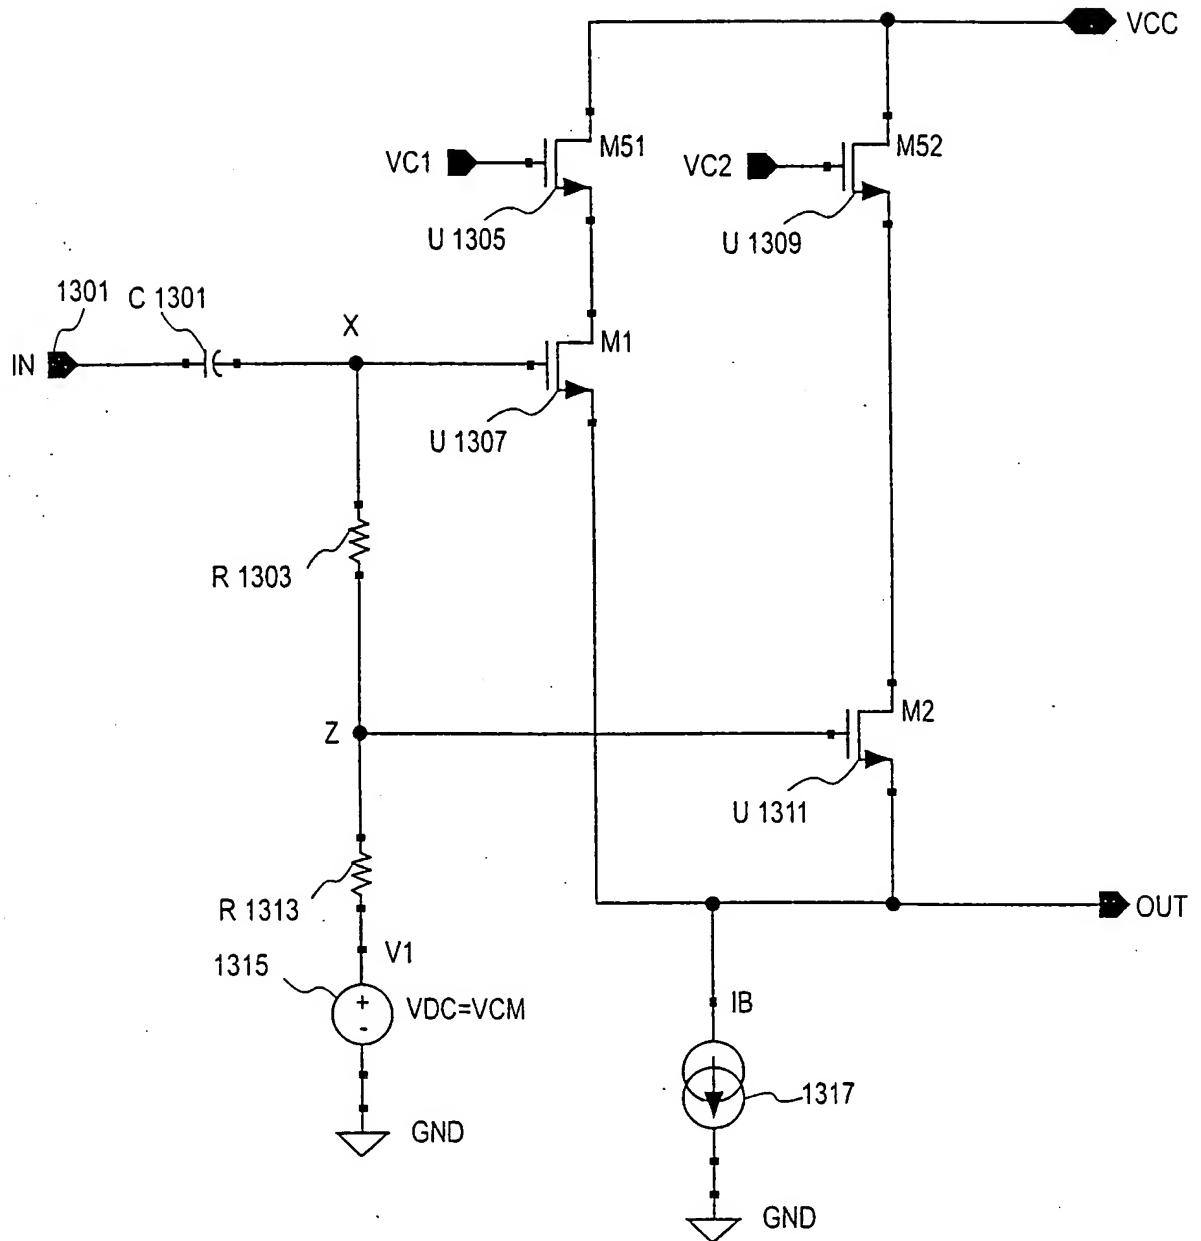 VCC
VC1
M51
VC2
M52
U 1305
U 1309
1301
C 1301
X
M1
IN
U 1307
R 1303
Z
M2
U 1311
R 1313
OUT
V1
1315
VDC=VCM
+
-
IB
1317
GND
GND